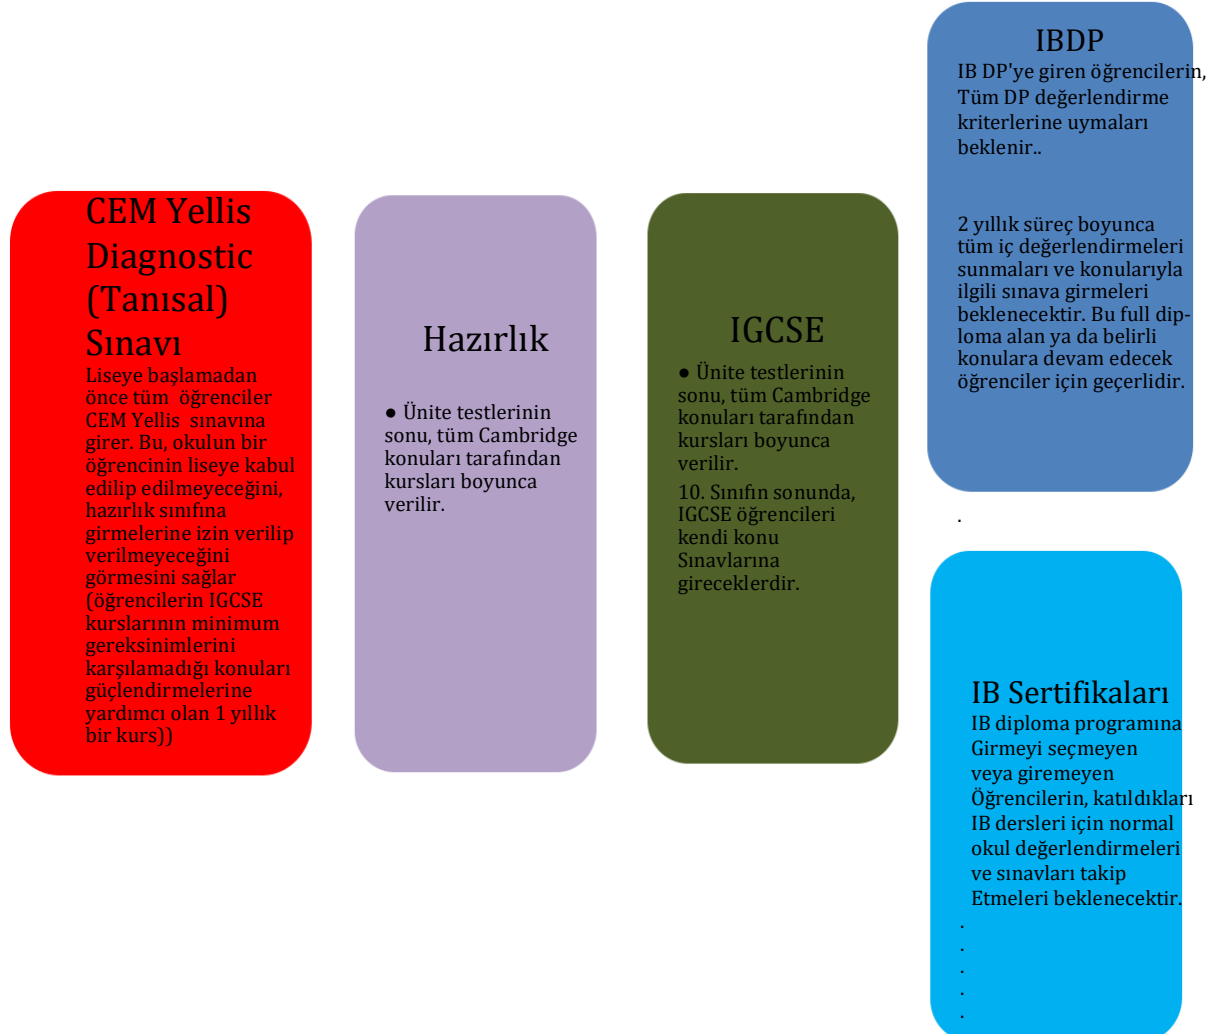 CEM Yellis
Diagnostic
(Tanısal)
Sınavı
Liseye başlamadan
önce tüm öğrenciler
CEM Yellis sınavına
girer. Bu, okulun bir
öğrencinin liseye kabul
edilip edilmeyeceğini,
hazırlık sınıfına
girmelerine izin verilip
verilmeyeceğini
görmesini sağlar
(öğrencilerin IGCSE
kurslarının minimum
gereksinimlerini
karşılamadığı konuları
güçlendirmelerine
yardımcı olan 1 yıllık
bir kurs))
Hazırlık
● Ünite testlerinin
sonu, tüm Cambridge
konuları tarafından
kursları boyunca
verilir.
IGCSE
● Ünite testlerinin
sonu, tüm Cambridge
konuları tarafından
kursları boyunca
verilir.
10. Sınıfın sonunda,
IGCSE öğrencileri
kendi konu
Sınavlarına
gireceklerdir.
IBDP
IB DP'ye giren öğrencilerin,
Tüm DP değerlendirme
kriterlerine uymaları
beklenir..
2 yıllık süreç boyunca
tüm iç değerlendirmeleri
sunmaları ve konularıyla
ilgili sınava girmeleri
beklenecektir. Bu full dip-
loma alan ya da belirli
konulara devam edecek
öğrenciler için geçerlidir.
.
IB Sertifikaları
IB diploma programına
Girmeyi seçmeyen
veya giremeyen
Öğrencilerin, katıldıkları
IB dersleri için normal
okul değerlendirmeleri
ve sınavları takip
Etmeleri beklenecektir.
.
.
.
.
.